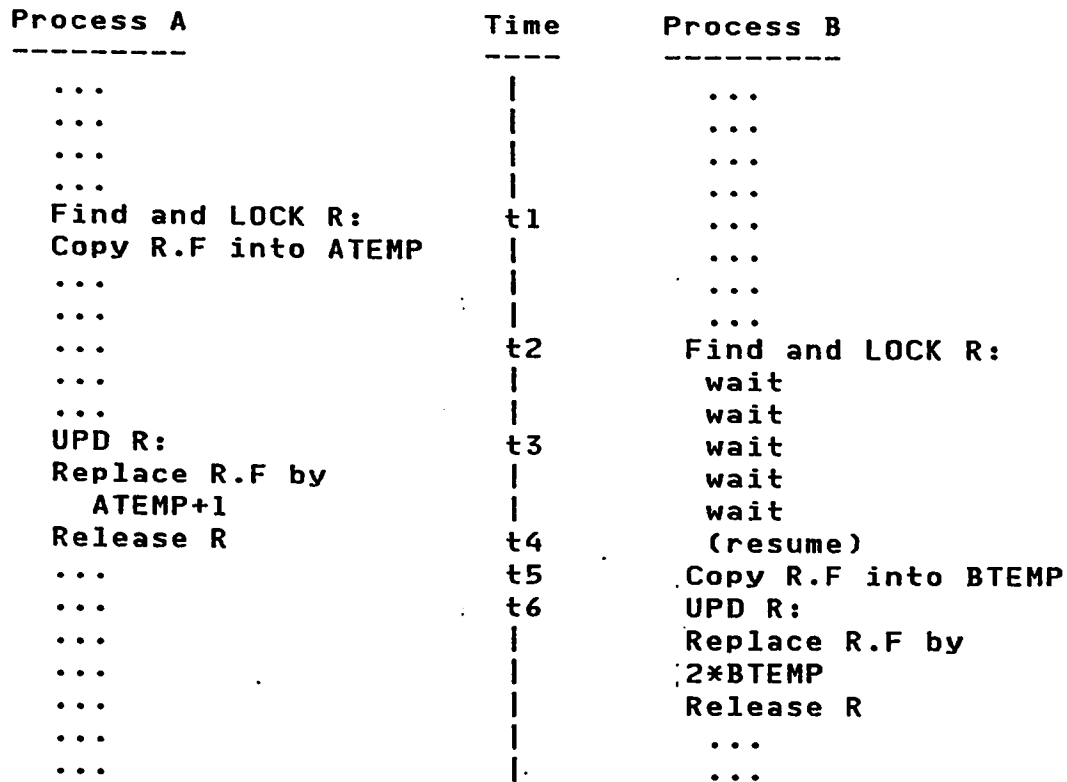 Process A Time Process B
--------- ---- ---------
... | ...
... | ...
... | ...
... | ...
Find and LOCK R: t1 ...
Copy R.F into ATEMP | ...
... | ...
... | ...
... t2 Find and LOCK R:
... | wait
... | wait
UPD R: t3 wait
Replace R.F by | wait
ATEMP+1 | wait
Release R t4 (resume)
... t5 Copy R.F into BTEMP
... t6 UPD R:
... | Replace R.F by
... | 2*BTEMP
... | Release R
... | ...
... | ...